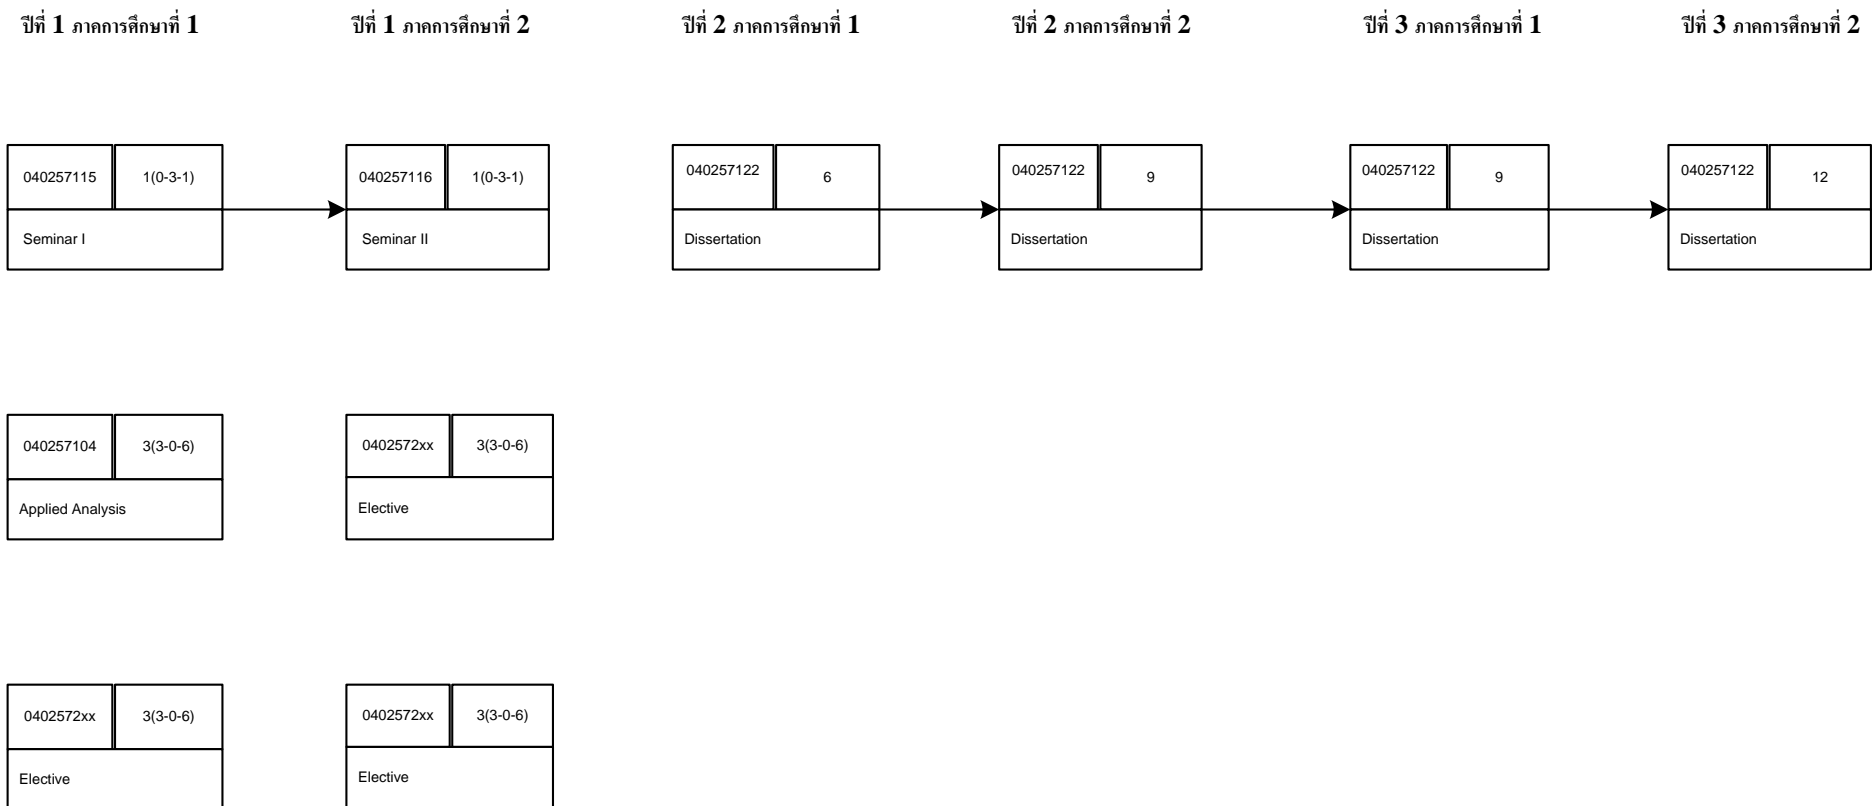 ปีที่ 1 ภาคการศึกษาที่ 1 ปีที่ 1 ภาคการศึกษาที่ 2 ปีที่ 2 ภาคการศึกษาที่ 1 ปีที่ 2 ภาคการศึกษาที่ 2 ปีที่ 3 ภาคการศึกษาที่ 1 ปีที่ 3 ภาคการศึกษาที่ 2
040257115 1(0-3-1) 040257116 1(0-3-1) 040257122 6 040257122 9 040257122 9 040257122 12
Seminar I Seminar II Dissertation Dissertation Dissertation Dissertation
040257104 3(3-0-6) 0402572xx 3(3-0-6)
Applied Analysis Elective
0402572xx 3(3-0-6) 0402572xx 3(3-0-6)
Elective Elective